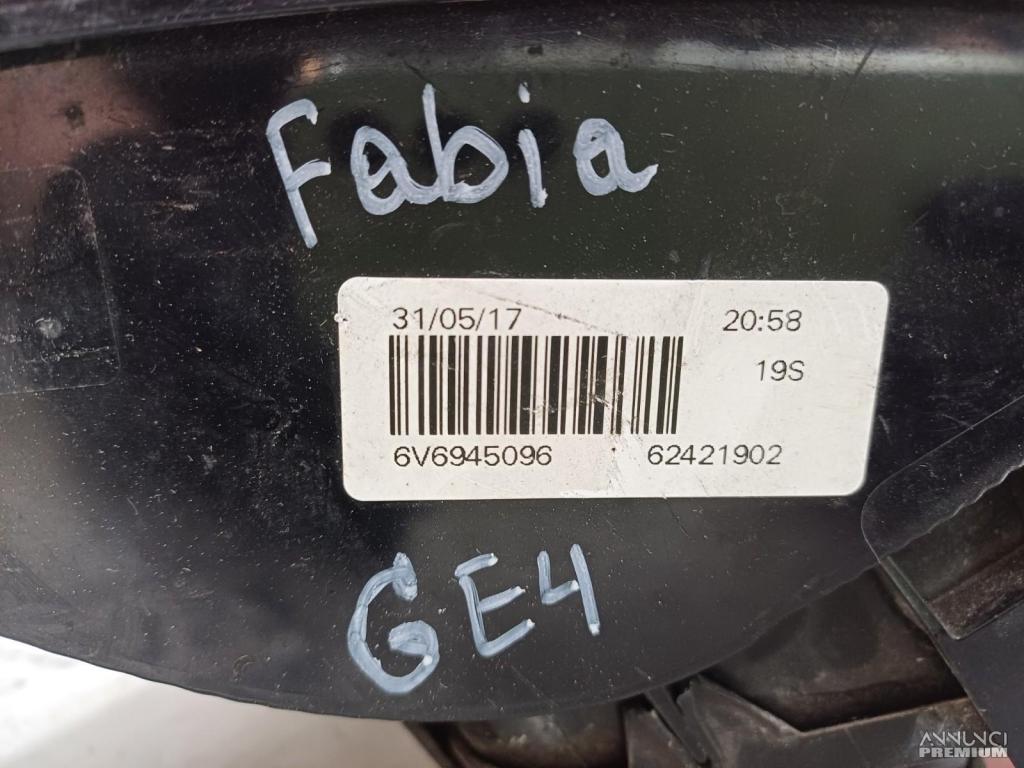 Fabia
31/05/17 20:58
19S
6V6945096 62421902
GE4
ANNUNCI
PREMIUM